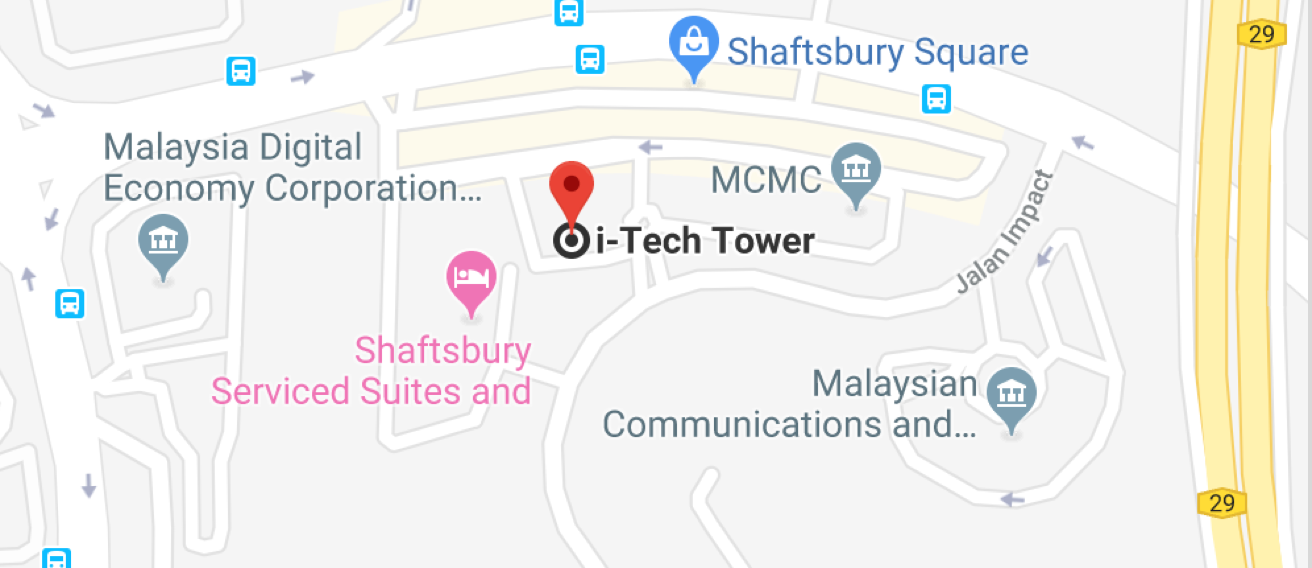 29
Shaftsbury Square
Malaysia Digital
Economy Corporation...
MCMC
i-Tech Tower
Jalan Impact
Shaftsbury
Serviced Suites and
Malaysian
Communications and...
29